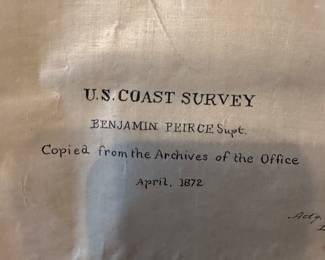 U.S. COAST SURVEY
BENJAMIN PEIRCE Supt.
Copied from the Archives of the Office
April, 1872